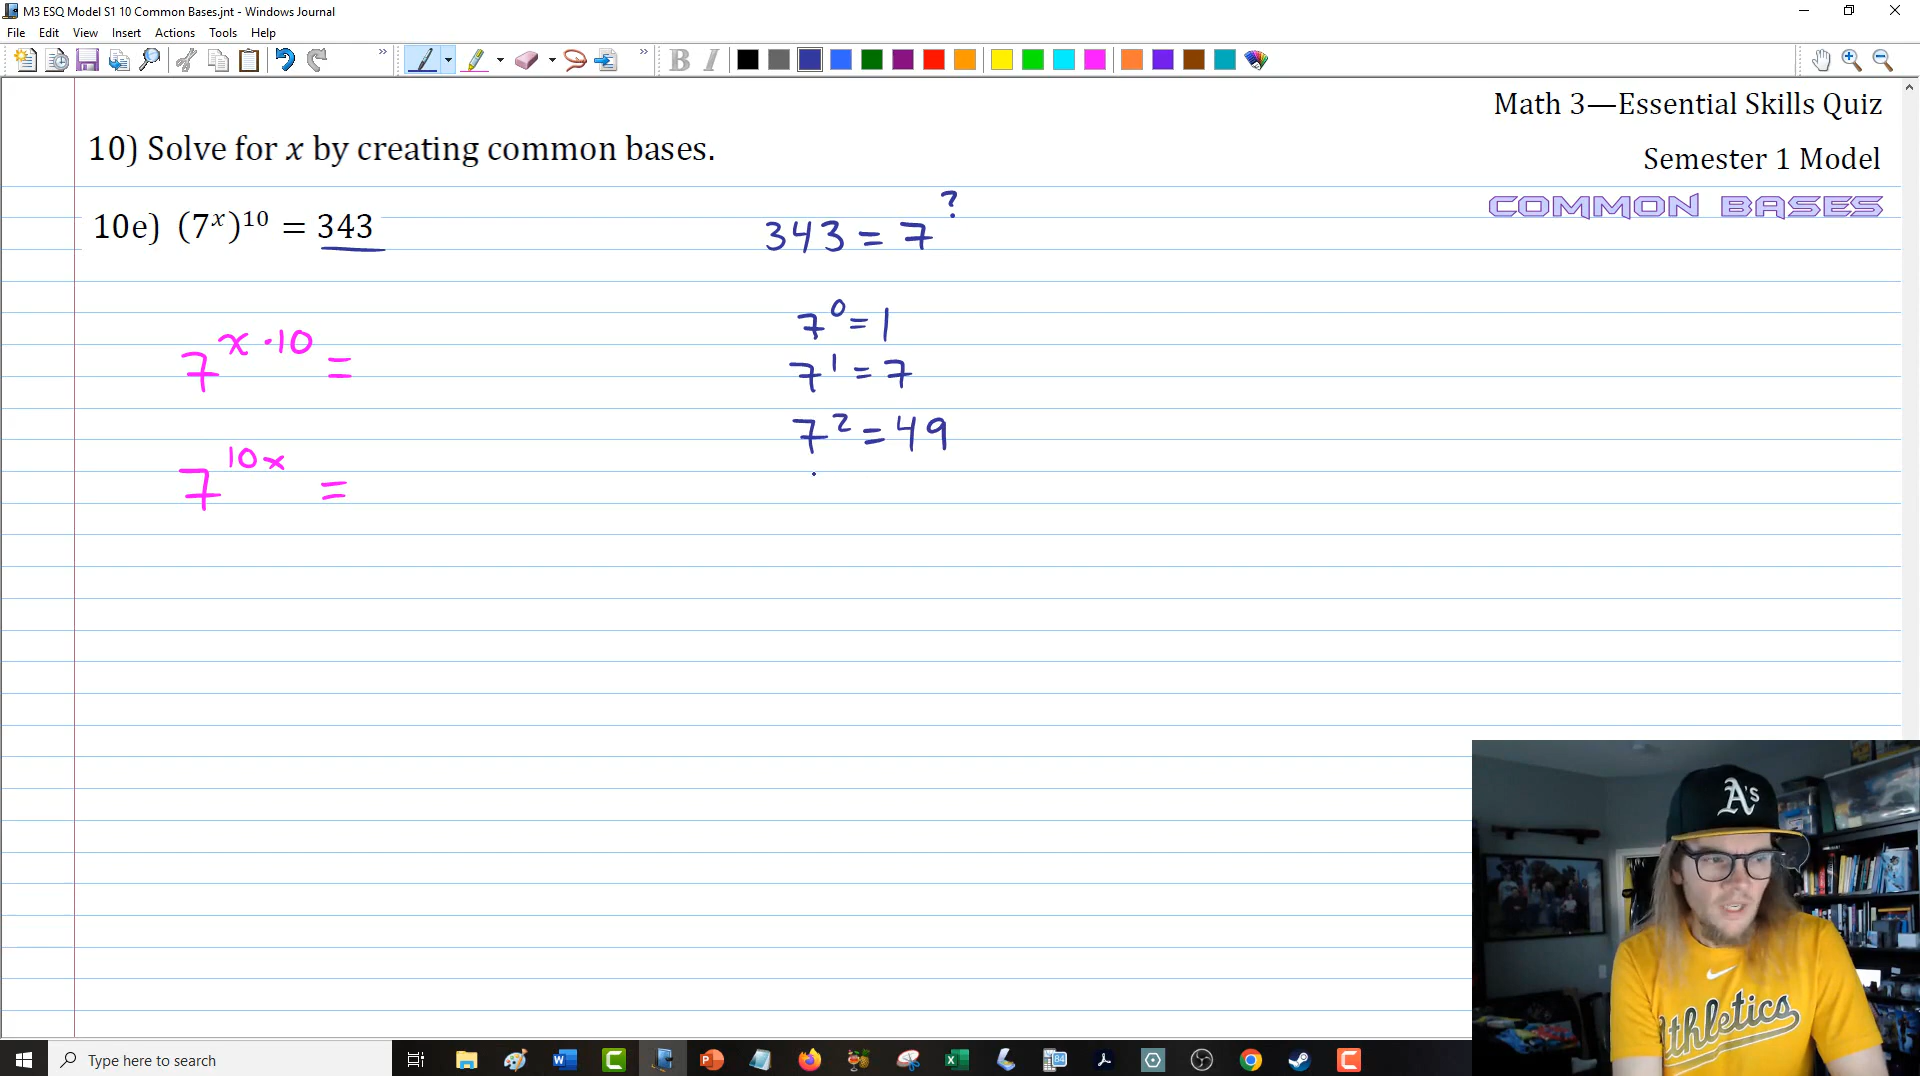 M3 ESQ Model S1 10 Common Bases.jnt - Windows Journal
File Edit View Insert Actions Tools Help
B I
Math 3—Essential Skills Quiz
10) Solve for x by creating common bases.
Semester 1 Model
COMMON BASES
10e) (7^x)^10 = 343
343 = 7^?
7^0 = 1
7^(x·10) =
7^1 = 7
7^2 = 49
7^(10x) =
A's
Athletics
Type here to search